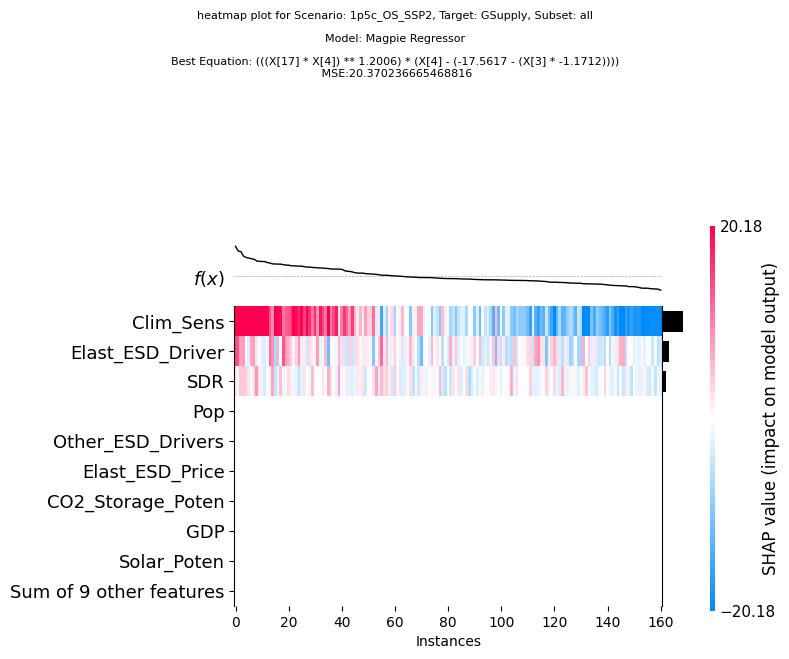 heatmap plot for Scenario: 1p5c_OS_SSP2, Target: GSupply, Subset: all
Model: Magpie Regressor
Best Equation: (((X[17] * X[4]) ** 1.2006) * (X[4] - (-17.5617 - (X[3] * -1.1712))))
MSE:20.370236665468816
20.18
f(x)
Clim_Sens
Elast_ESD_Driver
SDR
Pop
Other_ESD_Drivers
Elast_ESD_Price
CO2_Storage_Poten
GDP
Solar_Poten
Sum of 9 other features
SHAP value (impact on model output)
−20.18
0 20 40 60 80 100 120 140 160
Instances